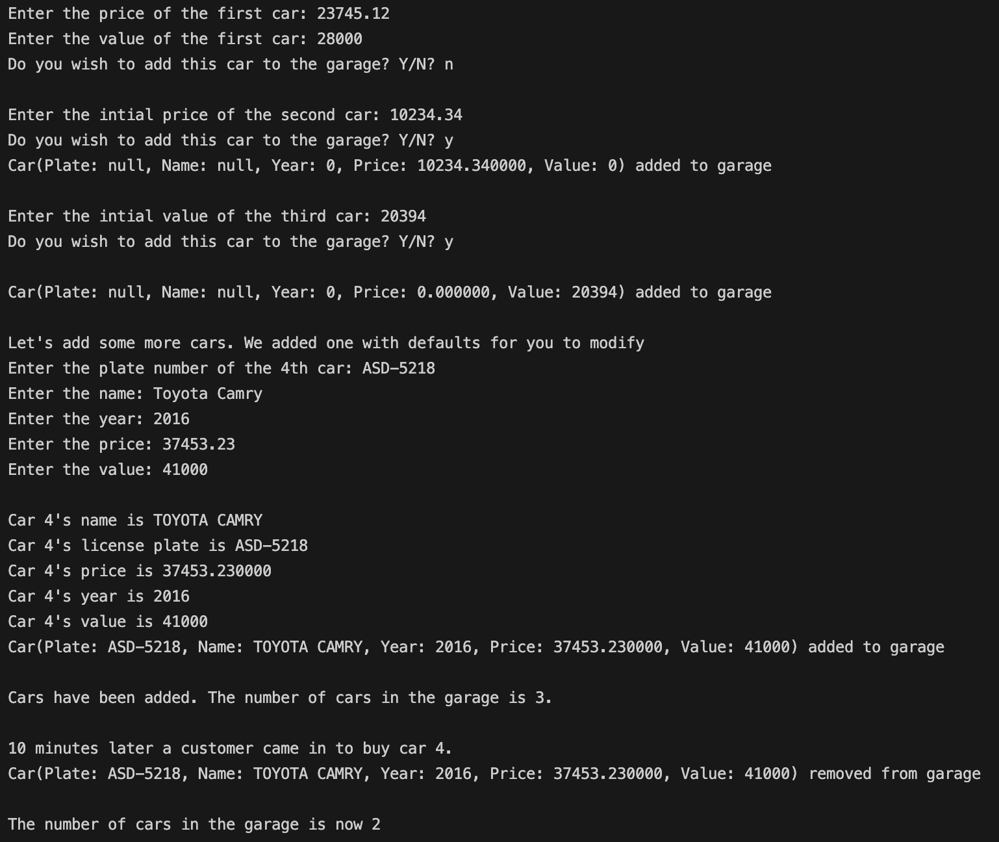 Enter the price of the first car: 23745.12
Enter the value of the first car: 28000
Do you wish to add this car to the garage? Y/N? n
Enter the intial price of the second car: 10234.34
Do you wish to add this car to the garage? Y/N? y
Car(Plate: null, Name: null, Year: 0, Price: 10234.340000, Value: 0) added to garage
Enter the intial value of the third car: 20394
Do you wish to add this car to the garage? Y/N? y
Car(Plate: null, Name: null, Year: 0, Price: 0.000000, Value: 20394) added to garage
Let's add some more cars. We added one with defaults for you to modify
Enter the plate number of the 4th car: ASD-5218
Enter the name: Toyota Camry
Enter the year: 2016
Enter the price: 37453.23
Enter the value: 41000
Car 4's name is TOYOTA CAMRY
Car 4's license plate is ASD-5218
Car 4's price is 37453.230000
Car 4's year is 2016
Car 4's value is 41000
Car(Plate: ASD-5218, Name: TOYOTA CAMRY, Year: 2016, Price: 37453.230000, Value: 41000) added to garage
Cars have been added. The number of cars in the garage is 3.
10 minutes later a customer came in to buy car 4.
Car(Plate: ASD-5218, Name: TOYOTA CAMRY, Year: 2016, Price: 37453.230000, Value: 41000) removed from garage
The number of cars in the garage is now 2